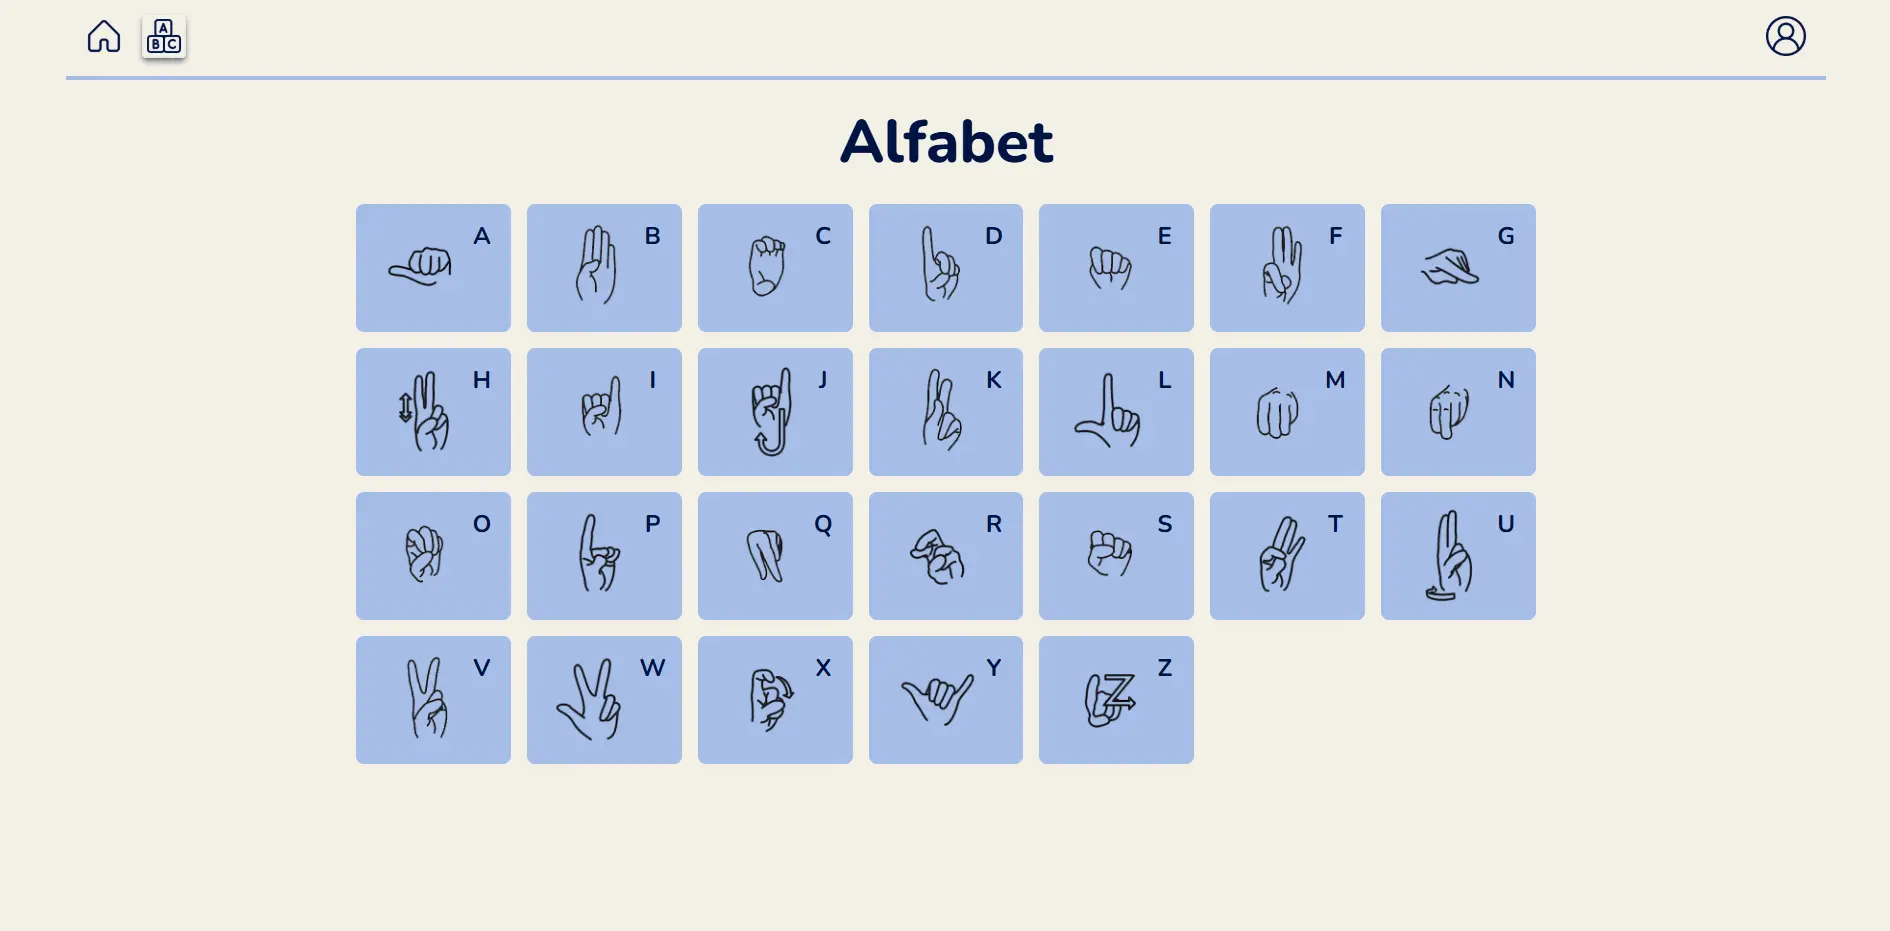 A
B C
Alfabet
A B C D E F G
H I J K L M N
O P Q R S T U
V W X Y Z